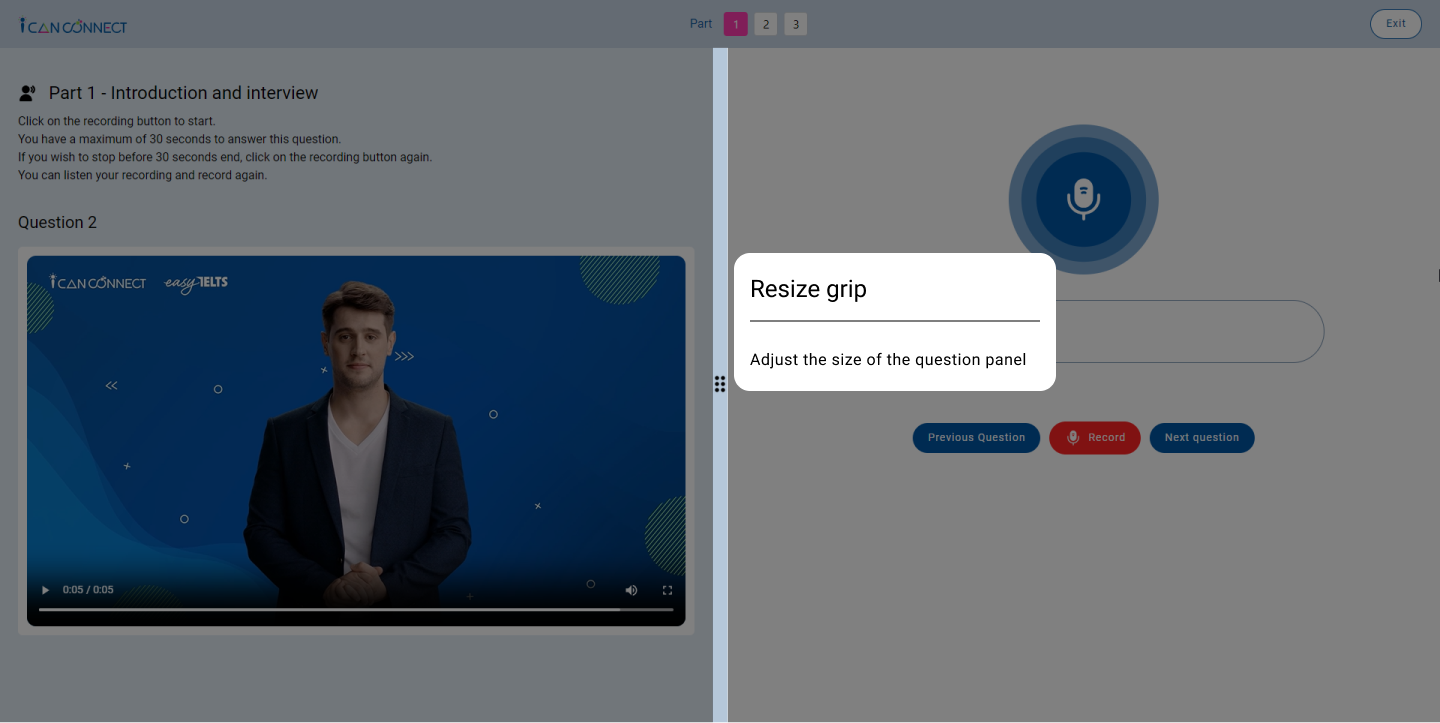 i CAN CONNECT
Part 1 2 3
Exit
Part 1 - Introduction and interview
Click on the recording button to start.
You have a maximum of 30 seconds to answer this question.
If you wish to stop before 30 seconds end, click on the recording button again.
You can listen your recording and record again.
Question 2
i CAN CONNECT easy IELTS
0:05 / 0:05
Resize grip
Adjust the size of the question panel
Previous Question Record Next question